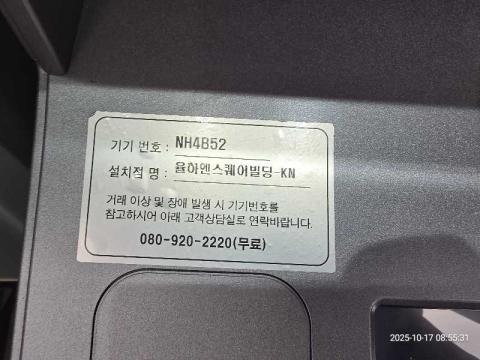 기기 번호 : NH4B52
설치점 명 : 율하엔스퀘어빌딩-KN
거래 이상 및 장애 발생 시 기기번호를
참고하시어 아래 고객상담실로 연락바랍니다.
080-920-2220(무료)
2025-10-17 08:55:31